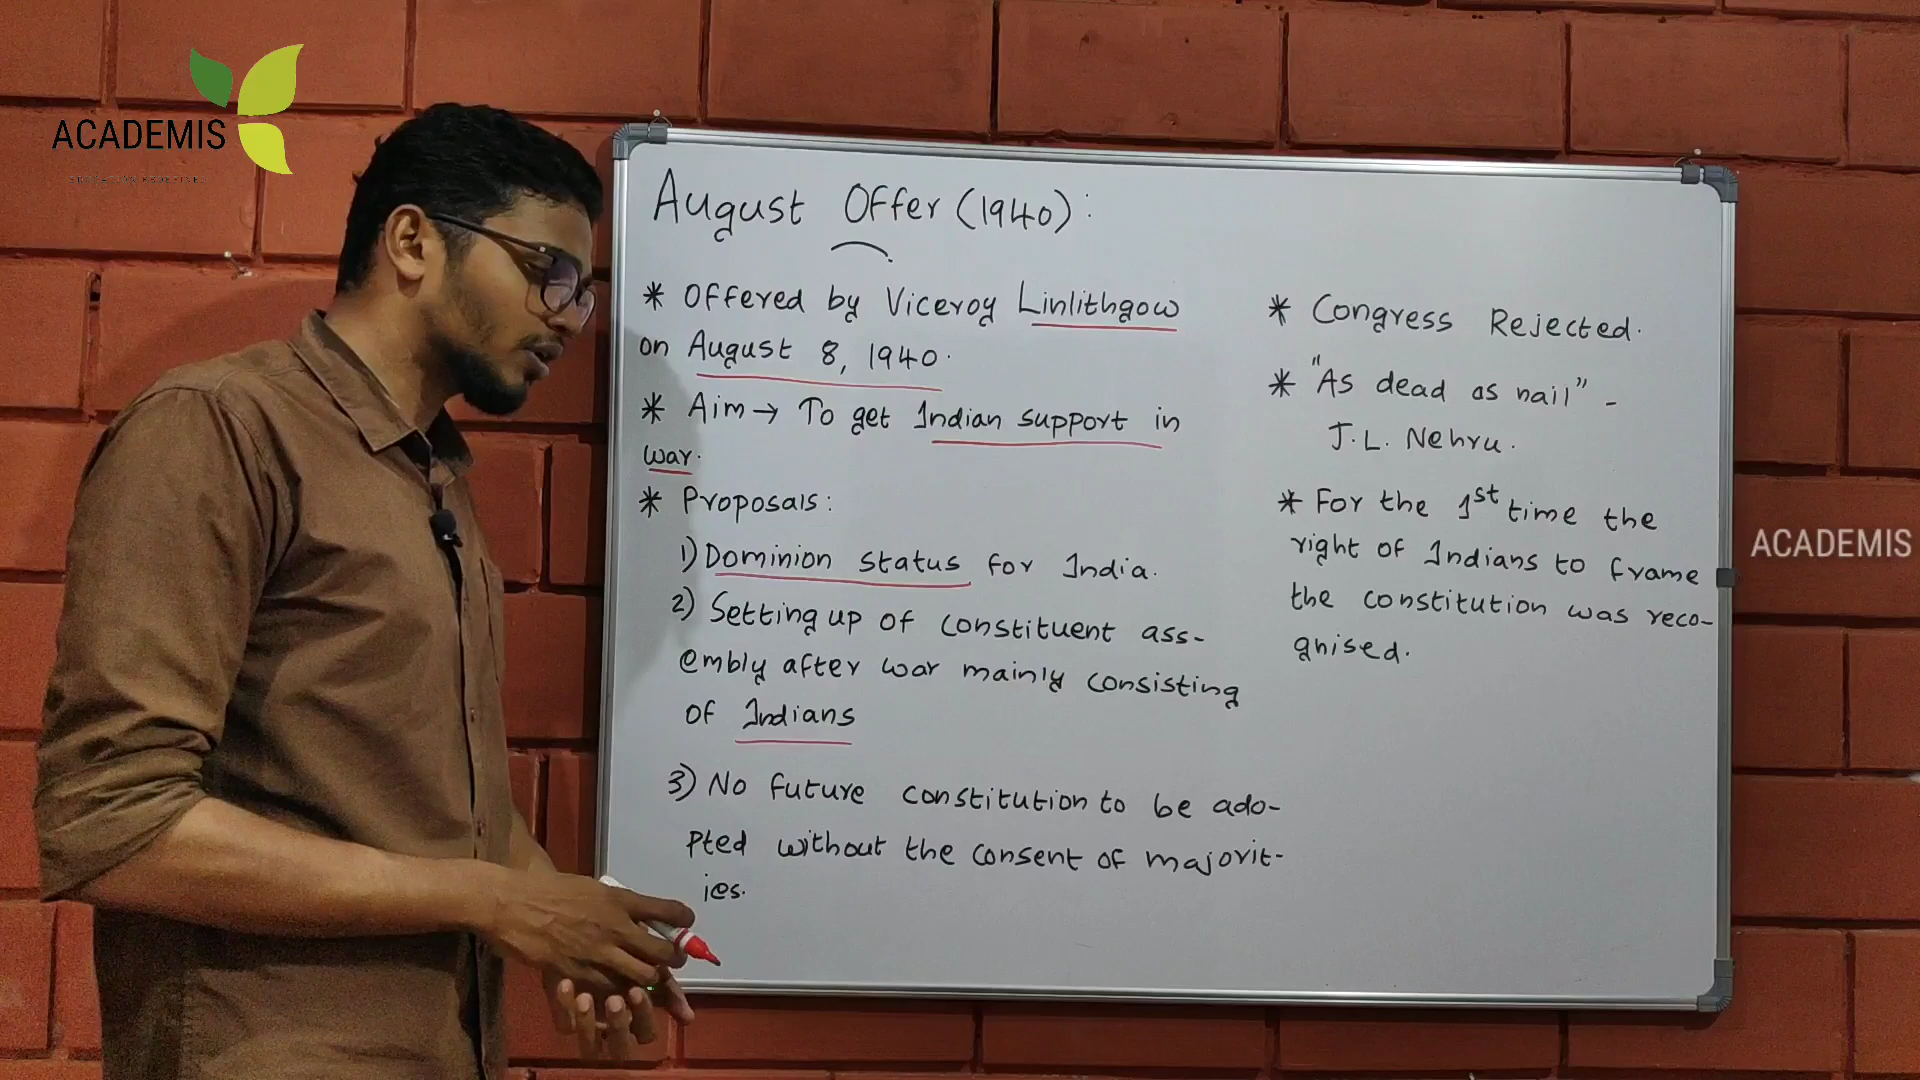 ACADEMIS
August Offer (1940):
* Offered by Viceroy Linlithgow
on August 8, 1940.
* Aim → To get Indian support in
war.
* Proposals:
1) Dominion status for India.
2) Setting up of constituent ass-
embly after war mainly consisting
of Indians
3) No future constitution to be ado-
pted without the consent of majorit-
ies.
* Congress Rejected.
* "As dead as nail" -
J.L. Nehru.
* For the 1st time the
right of Indians to frame
the constitution was reco-
gnised.
ACADEMIS